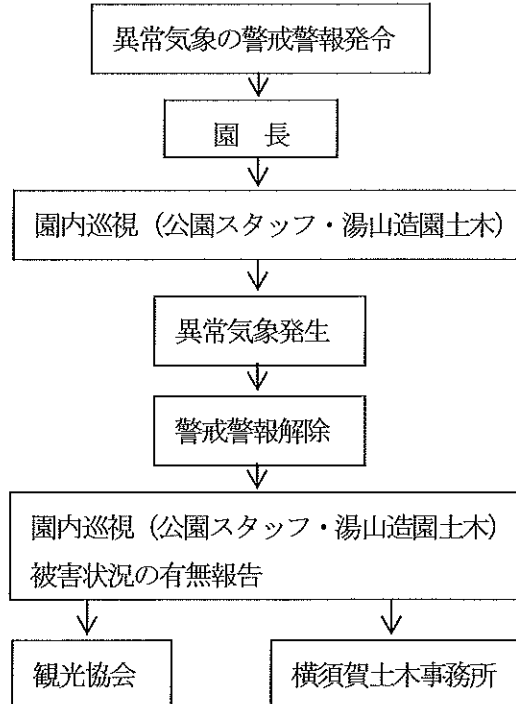 異常気象の警戒警報発令
園　長
園内巡視（公園スタッフ・湯山造園土木）
異常気象発生
警戒警報解除
園内巡視（公園スタッフ・湯山造園土木）
被害状況の有無報告
観光協会
横須賀土木事務所